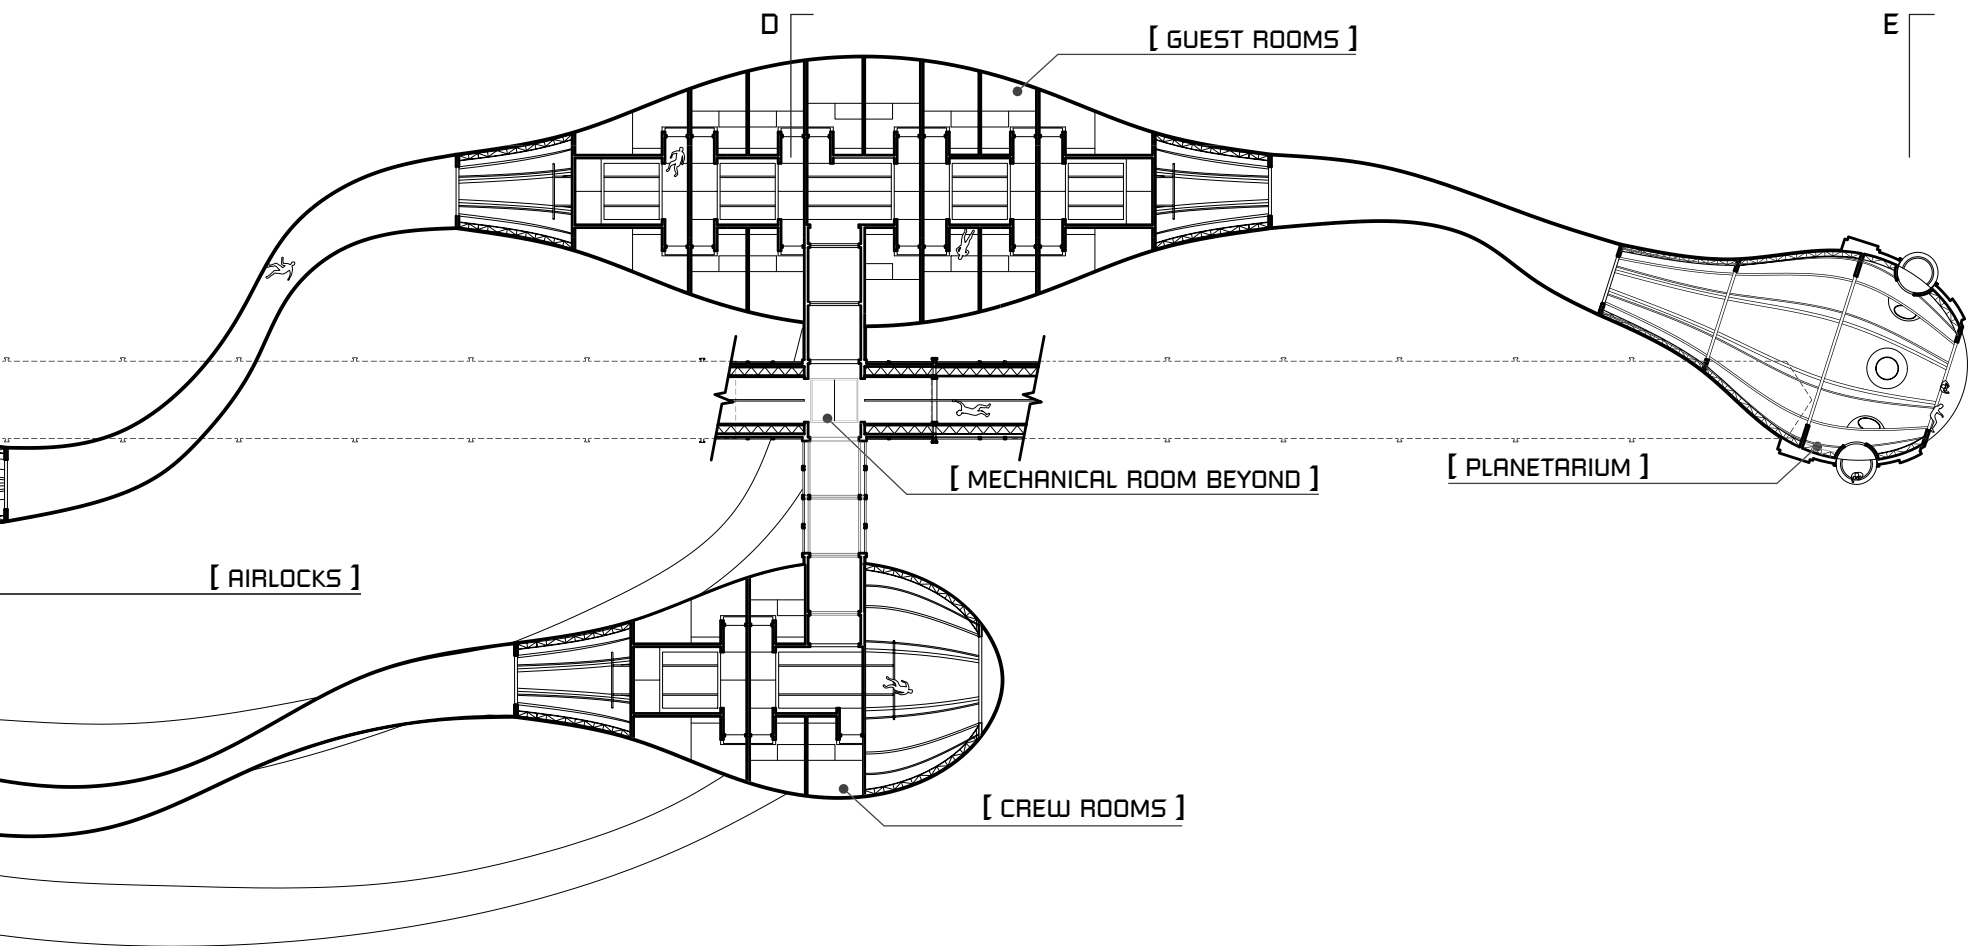 D
E
[ GUEST ROOMS ]
[ PLANETARIUM ]
[ MECHANICAL ROOM BEYOND ]
[ AIRLOCKS ]
[ CREW ROOMS ]